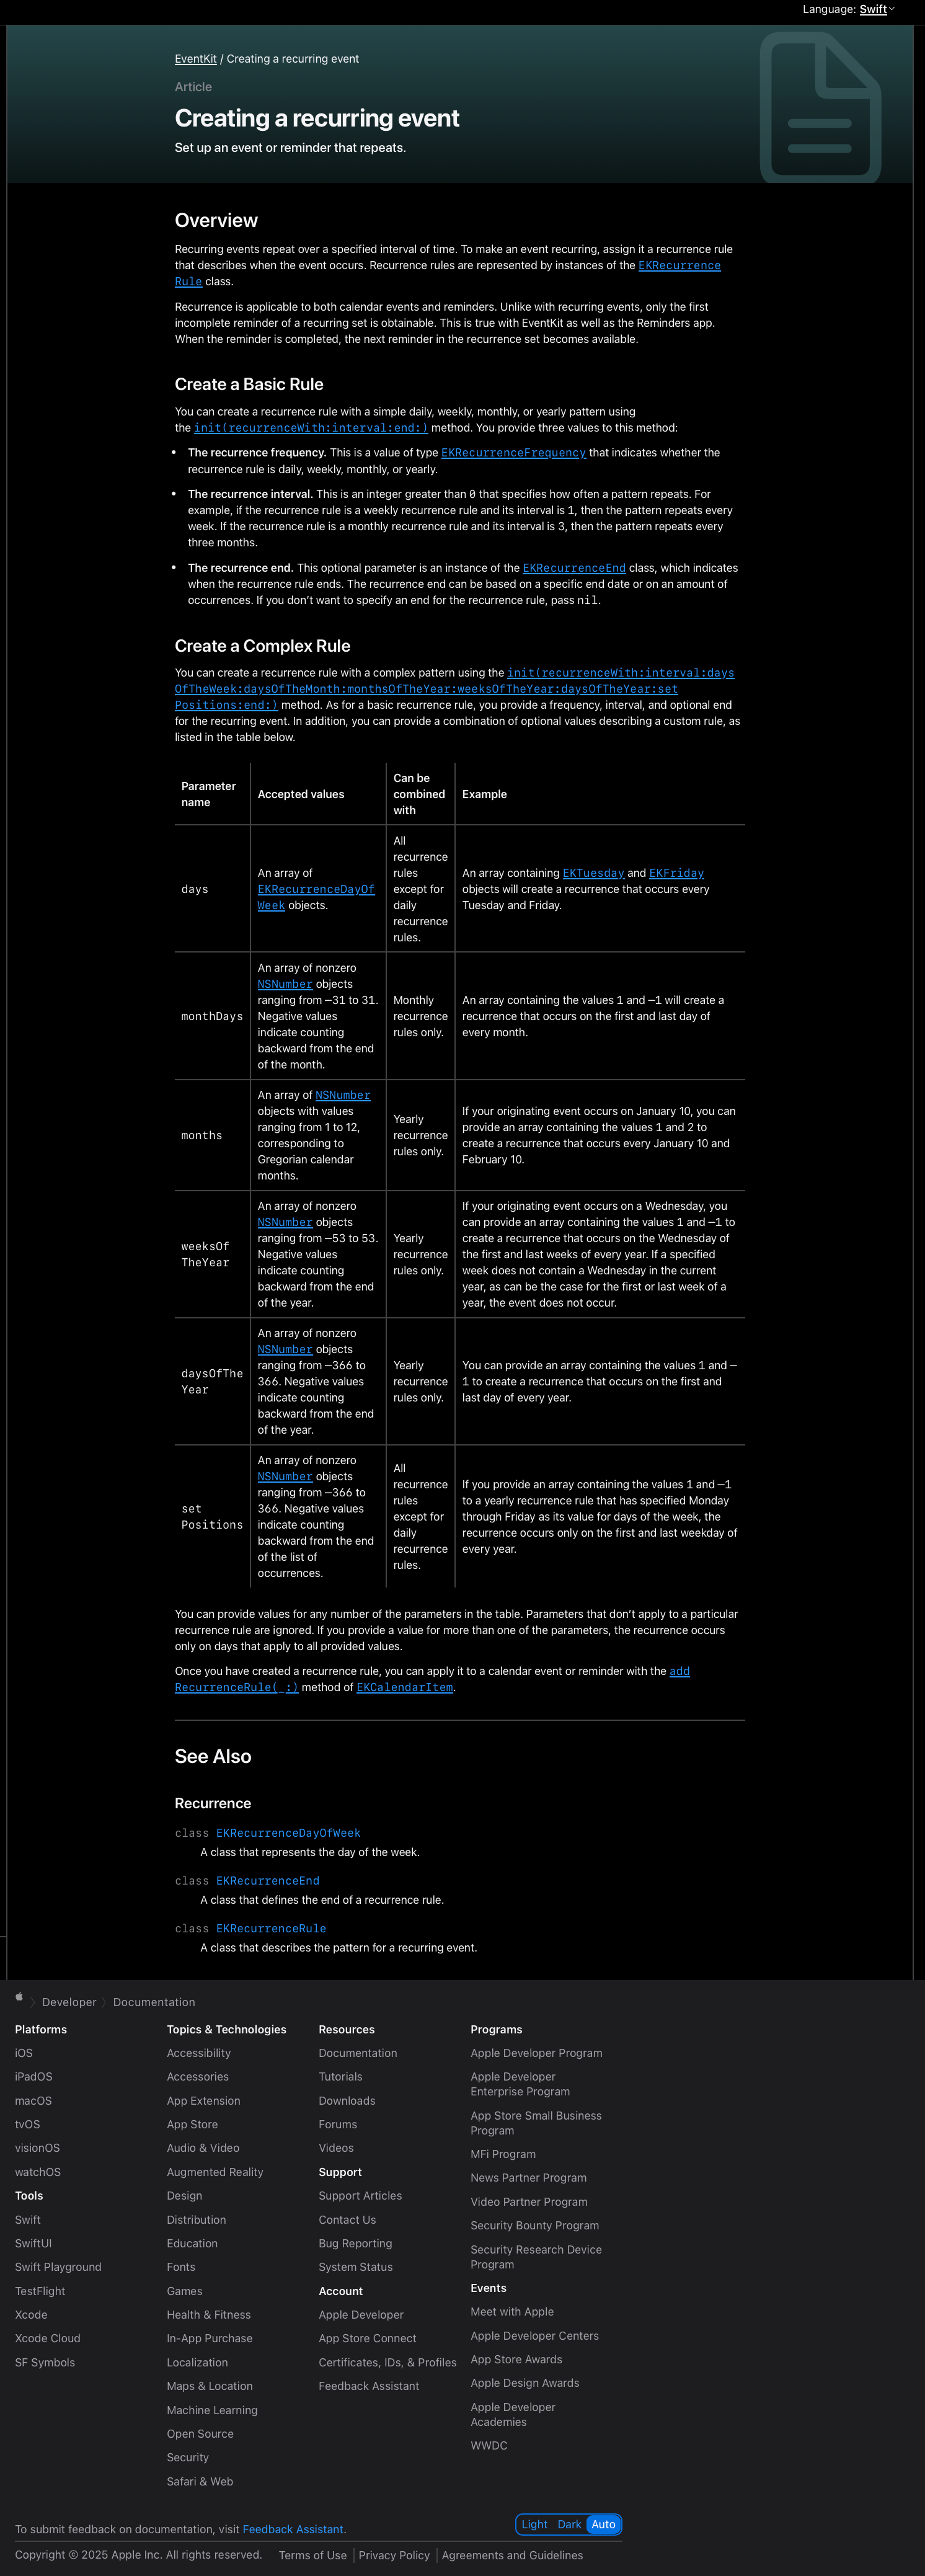 Language: Swift
EventKit / Creating a recurring event
Article
Creating a recurring event
Set up an event or reminder that repeats.
Overview
Recurring events repeat over a specified interval of time. To make an event recurring, assign it a recurrence rule
that describes when the event occurs. Recurrence rules are represented by instances of the EKRecurrence
Rule class.
Recurrence is applicable to both calendar events and reminders. Unlike with recurring events, only the first
incomplete reminder of a recurring set is obtainable. This is true with EventKit as well as the Reminders app.
When the reminder is completed, the next reminder in the recurrence set becomes available.
Create a Basic Rule
You can create a recurrence rule with a simple daily, weekly, monthly, or yearly pattern using
the init(recurrenceWith:interval:end:) method. You provide three values to this method:
• The recurrence frequency. This is a value of type EKRecurrenceFrequency that indicates whether the
recurrence rule is daily, weekly, monthly, or yearly.
• The recurrence interval. This is an integer greater than 0 that specifies how often a pattern repeats. For
example, if the recurrence rule is a weekly recurrence rule and its interval is 1, then the pattern repeats every
week. If the recurrence rule is a monthly recurrence rule and its interval is 3, then the pattern repeats every
three months.
• The recurrence end. This optional parameter is an instance of the EKRecurrenceEnd class, which indicates
when the recurrence rule ends. The recurrence end can be based on a specific end date or on an amount of
occurrences. If you don’t want to specify an end for the recurrence rule, pass nil.
Create a Complex Rule
You can create a recurrence rule with a complex pattern using the init(recurrenceWith:interval:days
OfTheWeek:daysOfTheMonth:monthsOfTheYear:weeksOfTheYear:daysOfTheYear:set
Positions:end:) method. As for a basic recurrence rule, you provide a frequency, interval, and optional end
for the recurring event. In addition, you can provide a combination of optional values describing a custom rule, as
listed in the table below.
Parameter
name
Accepted values
Can be
combined
with
Example
days
An array of
EKRecurrenceDayOf
Week objects.
All
recurrence
rules
except for
daily
recurrence
rules.
An array containing EKTuesday and EKFriday
objects will create a recurrence that occurs every
Tuesday and Friday.
monthDays
An array of nonzero
NSNumber objects
ranging from –31 to 31.
Negative values
indicate counting
backward from the end
of the month.
Monthly
recurrence
rules only.
An array containing the values 1 and –1 will create a
recurrence that occurs on the first and last day of
every month.
months
An array of NSNumber
objects with values
ranging from 1 to 12,
corresponding to
Gregorian calendar
months.
Yearly
recurrence
rules only.
If your originating event occurs on January 10, you can
provide an array containing the values 1 and 2 to
create a recurrence that occurs every January 10 and
February 10.
weeksOf
TheYear
An array of nonzero
NSNumber objects
ranging from –53 to 53.
Negative values
indicate counting
backward from the end
of the year.
Yearly
recurrence
rules only.
If your originating event occurs on a Wednesday, you
can provide an array containing the values 1 and –1 to
create a recurrence that occurs on the Wednesday of
the first and last weeks of every year. If a specified
week does not contain a Wednesday in the current
year, as can be the case for the first or last week of a
year, the event does not occur.
daysOfThe
Year
An array of nonzero
NSNumber objects
ranging from –366 to
366. Negative values
indicate counting
backward from the end
of the year.
Yearly
recurrence
rules only.
You can provide an array containing the values 1 and –
1 to create a recurrence that occurs on the first and
last day of every year.
set
Positions
An array of nonzero
NSNumber objects
ranging from –366 to
366. Negative values
indicate counting
backward from the end
of the list of
occurrences.
All
recurrence
rules
except for
daily
recurrence
rules.
If you provide an array containing the values 1 and –1
to a yearly recurrence rule that has specified Monday
through Friday as its value for days of the week, the
recurrence occurs only on the first and last weekday of
every year.
You can provide values for any number of the parameters in the table. Parameters that don’t apply to a particular
recurrence rule are ignored. If you provide a value for more than one of the parameters, the recurrence occurs
only on days that apply to all provided values.
Once you have created a recurrence rule, you can apply it to a calendar event or reminder with the add
RecurrenceRule(_:) method of EKCalendarItem.
See Also
Recurrence
class EKRecurrenceDayOfWeek
A class that represents the day of the week.
class EKRecurrenceEnd
A class that defines the end of a recurrence rule.
class EKRecurrenceRule
A class that describes the pattern for a recurring event.
Developer
Documentation
Platforms
iOS
iPadOS
macOS
tvOS
visionOS
watchOS
Tools
Swift
SwiftUI
Swift Playground
TestFlight
Xcode
Xcode Cloud
SF Symbols
Topics & Technologies
Accessibility
Accessories
App Extension
App Store
Audio & Video
Augmented Reality
Design
Distribution
Education
Fonts
Games
Health & Fitness
In-App Purchase
Localization
Maps & Location
Machine Learning
Open Source
Security
Safari & Web
Resources
Documentation
Tutorials
Downloads
Forums
Videos
Support
Support Articles
Contact Us
Bug Reporting
System Status
Account
Apple Developer
App Store Connect
Certificates, IDs, & Profiles
Feedback Assistant
Programs
Apple Developer Program
Apple Developer
Enterprise Program
App Store Small Business
Program
MFi Program
News Partner Program
Video Partner Program
Security Bounty Program
Security Research Device
Program
Events
Meet with Apple
Apple Developer Centers
App Store Awards
Apple Design Awards
Apple Developer
Academies
WWDC
To submit feedback on documentation, visit Feedback Assistant.
Light Dark Auto
Copyright © 2025 Apple Inc. All rights reserved.
Terms of Use
Privacy Policy
Agreements and Guidelines